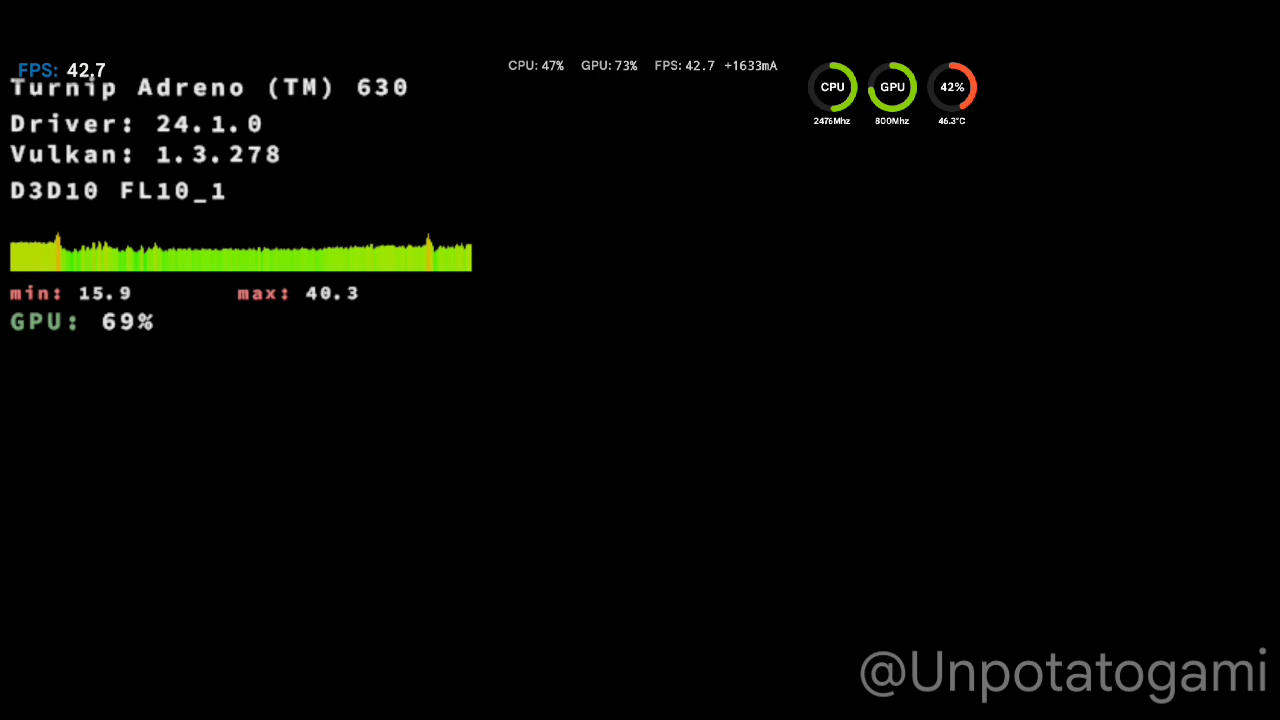 FPS: 42.7
Turnip Adreno (TM) 630
Driver: 24.1.0
Vulkan: 1.3.278
D3D10 FL10_1
min: 15.9 max: 40.3
GPU: 69%
CPU: 47% GPU: 73% FPS: 42.7 +1633mA
CPU GPU 42%
2476Mhz 800Mhz 46.3°C
@Unpotatogami